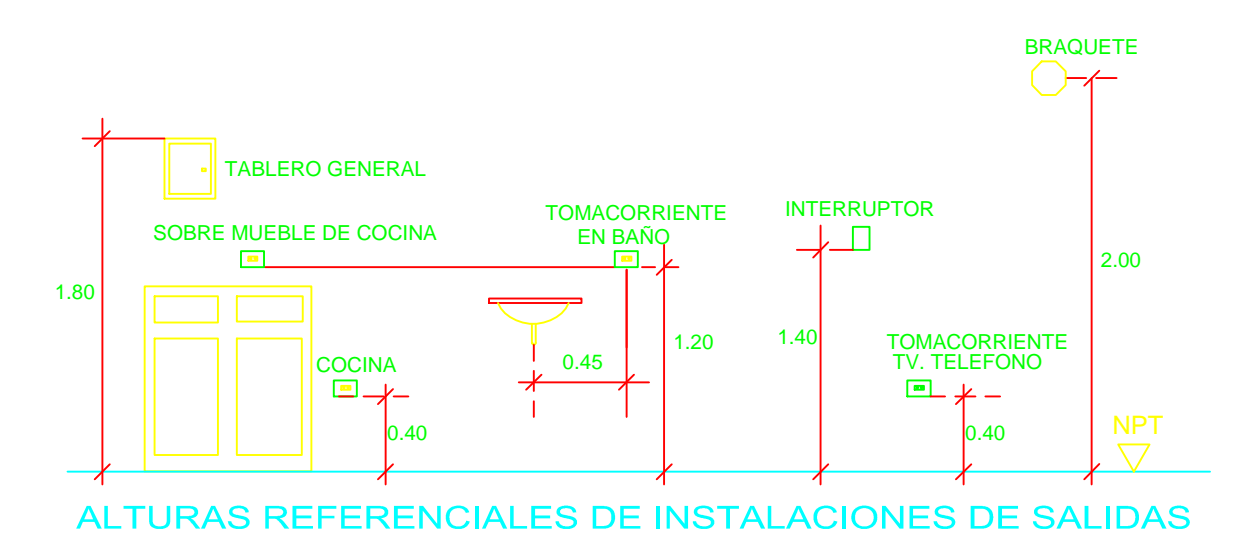 BRAQUETE
TABLERO GENERAL
SOBRE MUEBLE DE COCINA
TOMACORRIENTE
EN BAÑO
INTERRUPTOR
1.80
2.00
1.20
1.40
COCINA
0.45
TOMACORRIENTE
TV. TELEFONO
0.40
0.40
NPT
ALTURAS REFERENCIALES DE INSTALACIONES DE SALIDAS